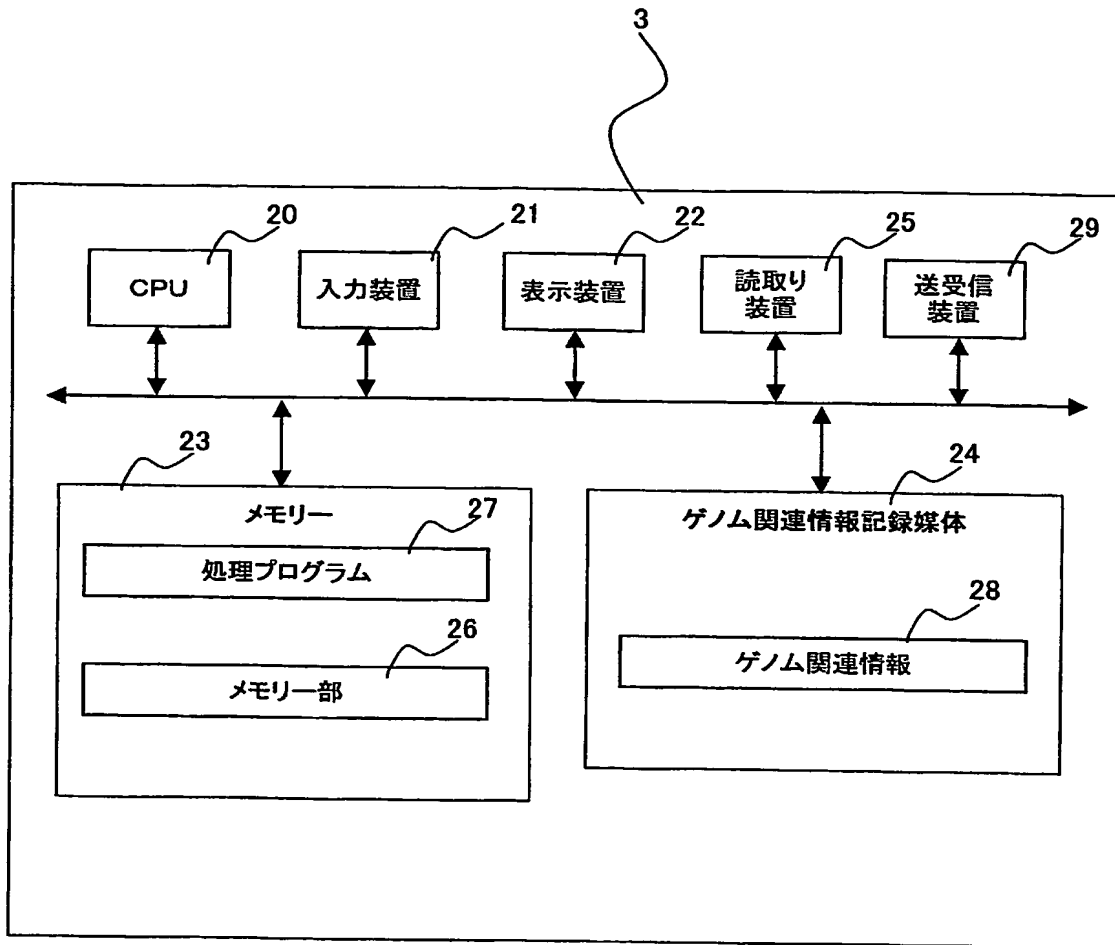 3
20
21
22
25
29
CPU
入力装置
表示装置
読取り
装置
送受信
装置
23
24
メモリー
27
処理プログラム
26
メモリー部
ゲノム関連情報記録媒体
28
ゲノム関連情報